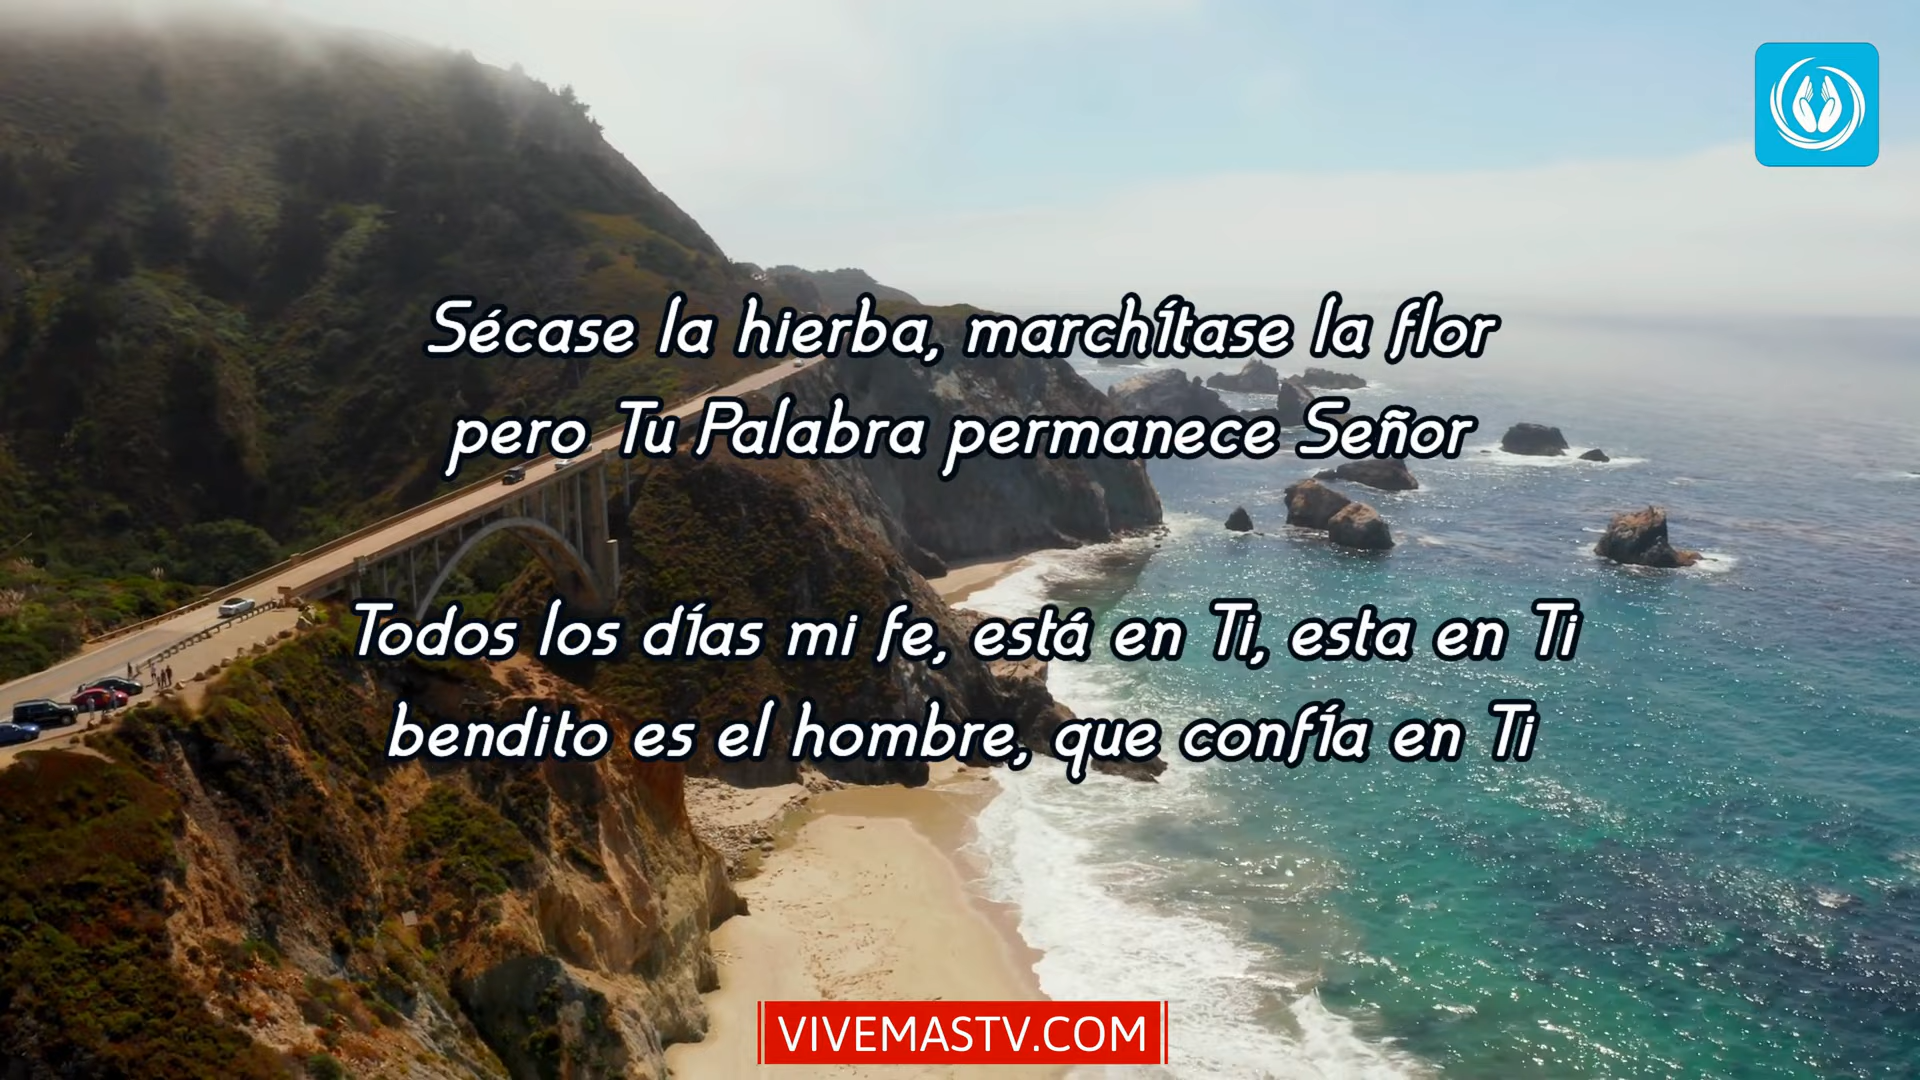 Sécase la hierba, marchítase la flor
pero Tu Palabra permanece Señor
Todos los días mi fe, está en Ti, esta en Ti
bendito es el hombre, que confía en Ti
VIVEMASTV.COM